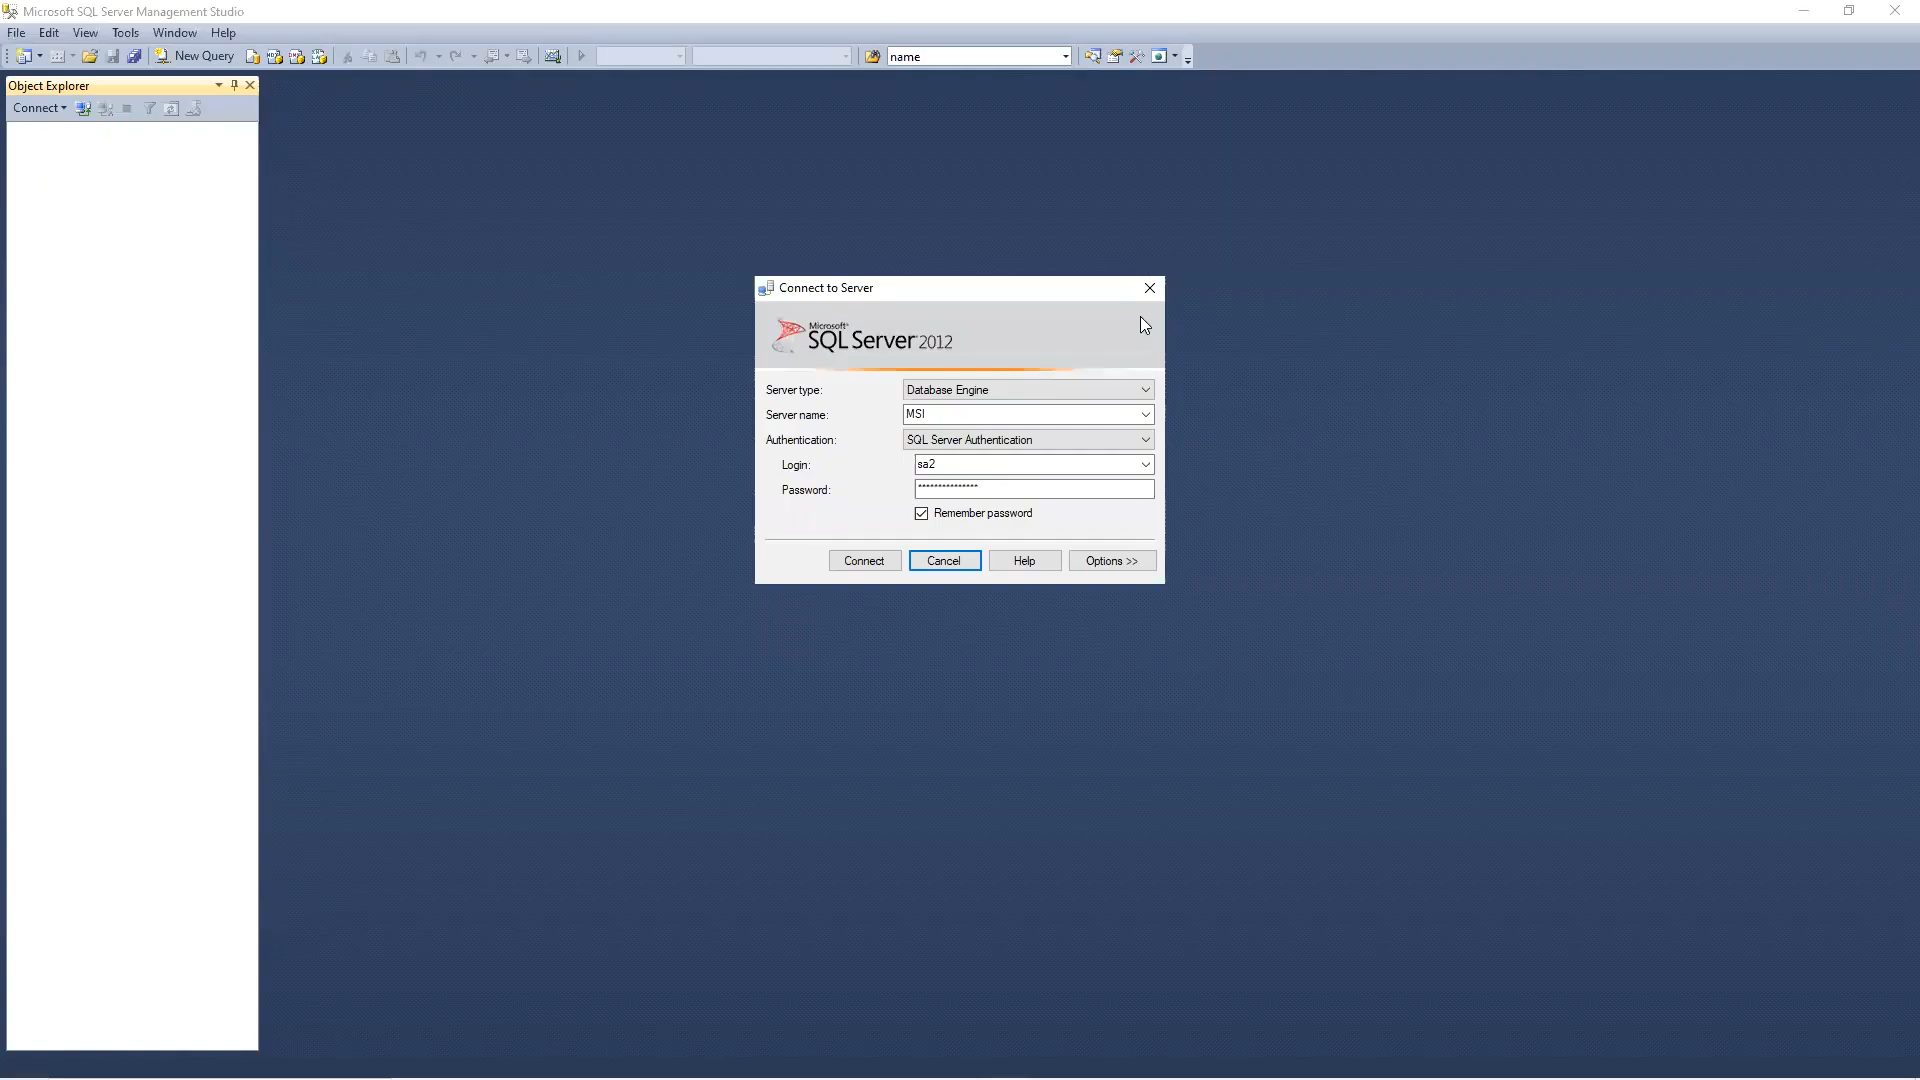 Microsoft SQL Server Management Studio
File Edit View Tools Window Help
New Query name
Object Explorer
Connect
Connect to Server
Microsoft®
SQL Server 2012
Server type: Database Engine
Server name: MSI
Authentication: SQL Server Authentication
Login: sa2
Password: ***************
Remember password
Connect Cancel Help Options >>